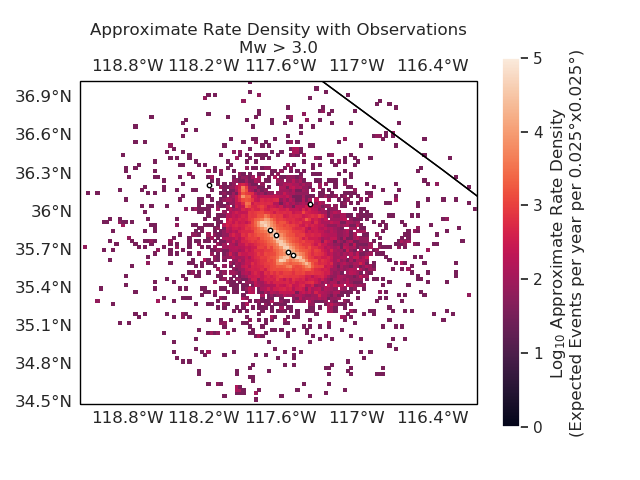 Approximate Rate Density with Observations
Mw > 3.0
118.8°W 118.2°W 117.6°W 117°W 116.4°W
36.9°N
36.6°N
36.3°N
36°N
35.7°N
35.4°N
35.1°N
34.8°N
34.5°N
118.8°W 118.2°W 117.6°W 117°W 116.4°W
5
4
3
2
1
0
Log₁₀ Approximate Rate Density
(Expected Events per year per 0.025°x0.025°)